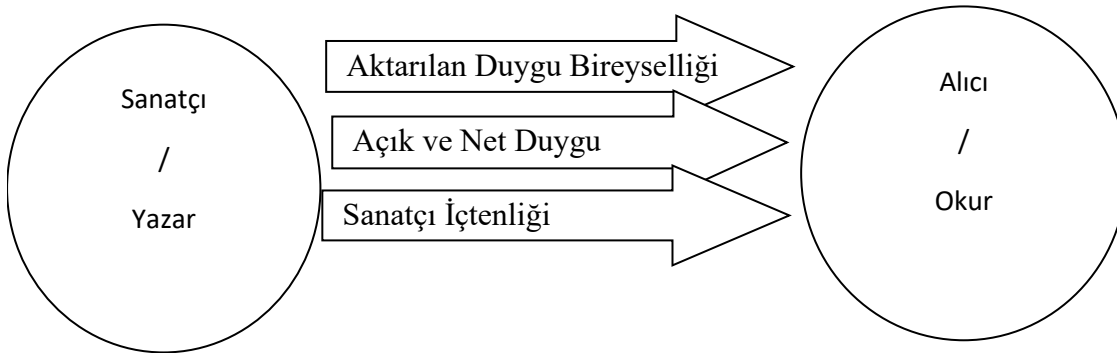 Sanatçı
/
Yazar
Aktarılan Duygu Bireyselliği
Açık ve Net Duygu
Sanatçı İçtenliği
Alıcı
/
Okur